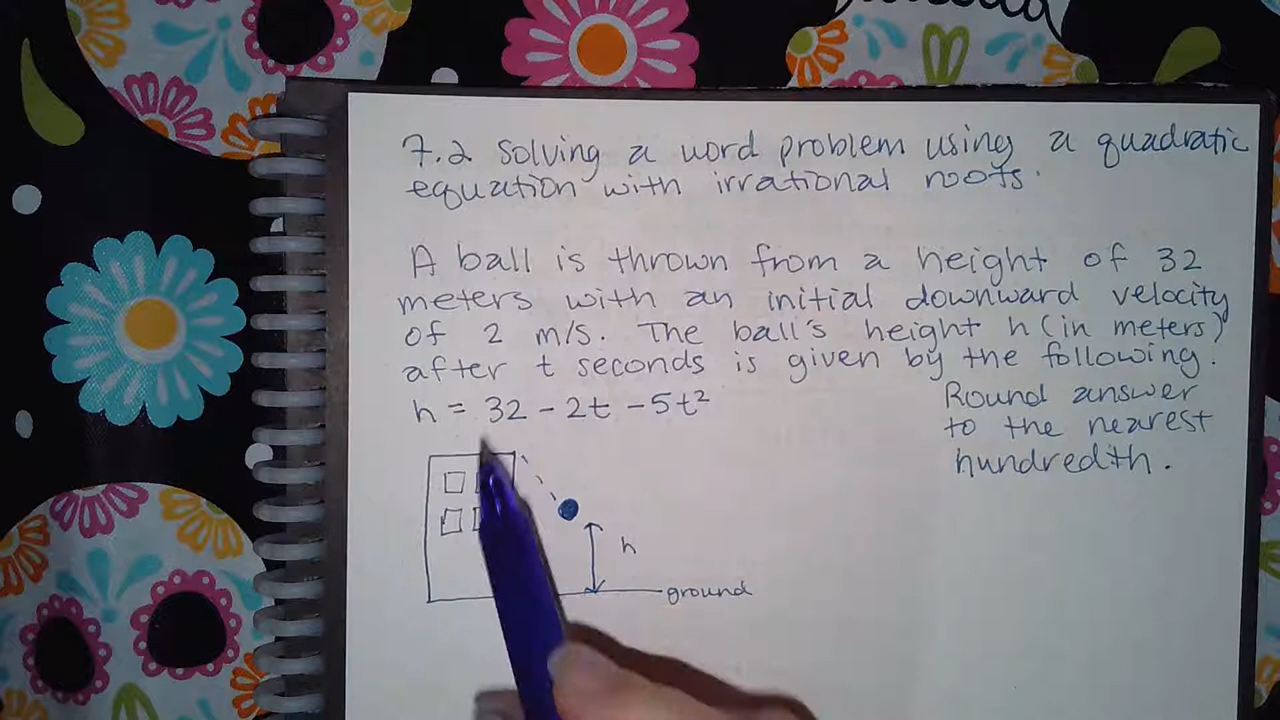 7.2 Solving a word problem using a quadratic
equation with irrational roots.
A ball is thrown from a height of 32
meters with an initial downward velocity
of 2 m/s. The ball's height h (in meters)
after t seconds is given by the following.
h = 32 - 2t - 5t²
Round answer
to the nearest
hundredth.
h
ground